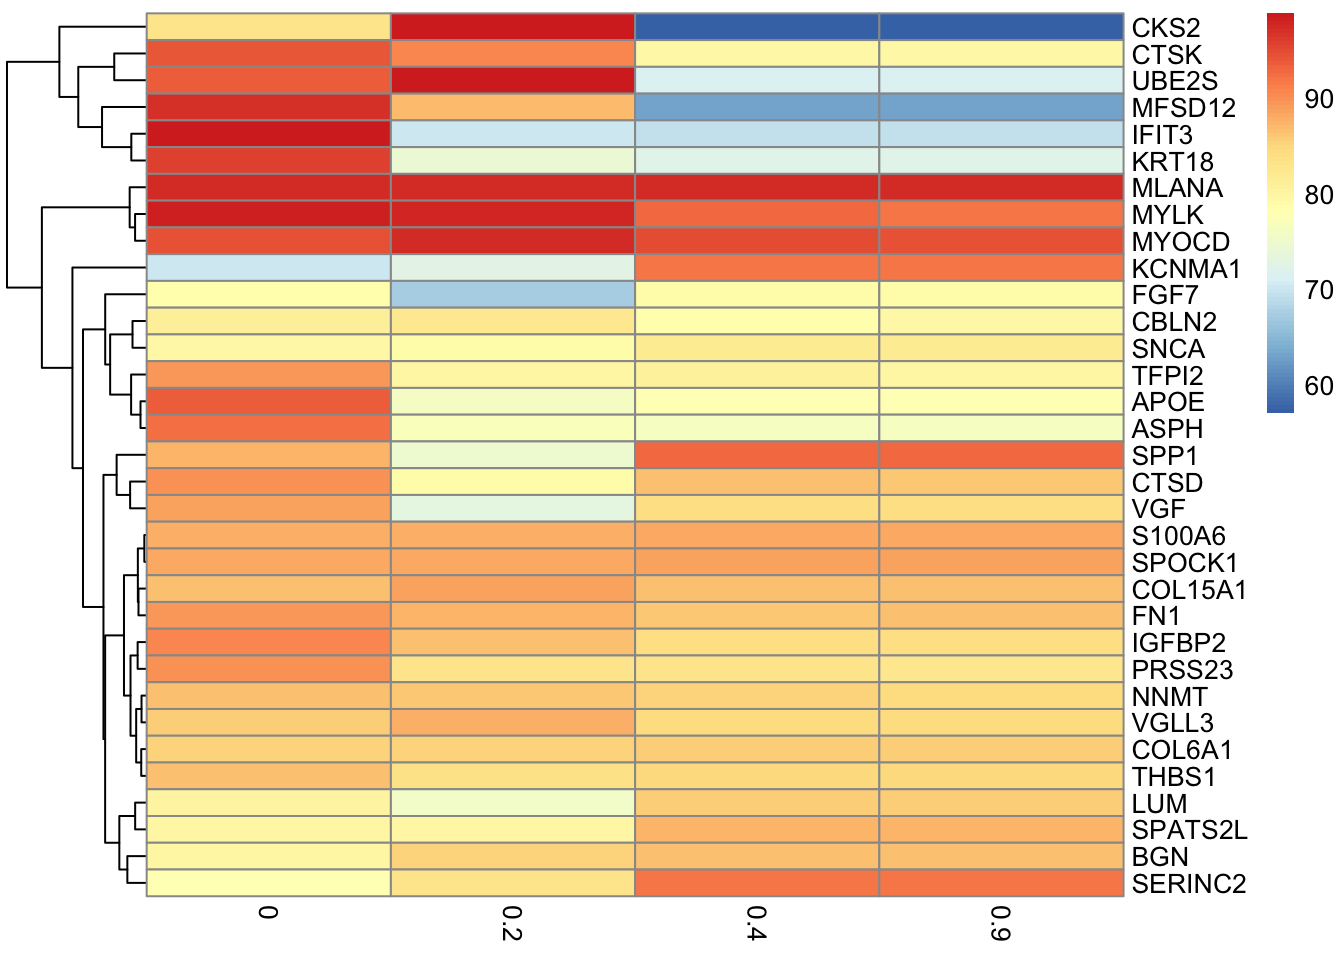 CKS2
CTSK
UBE2S
MFSD12
IFIT3
KRT18
MLANA
MYLK
MYOCD
KCNMA1
FGF7
CBLN2
SNCA
TFPI2
APOE
ASPH
SPP1
CTSD
VGF
S100A6
SPOCK1
COL15A1
FN1
IGFBP2
PRSS23
NNMT
VGLL3
COL6A1
THBS1
LUM
SPATS2L
BGN
SERINC2
0 0.2 0.4 0.9
90
80
70
60